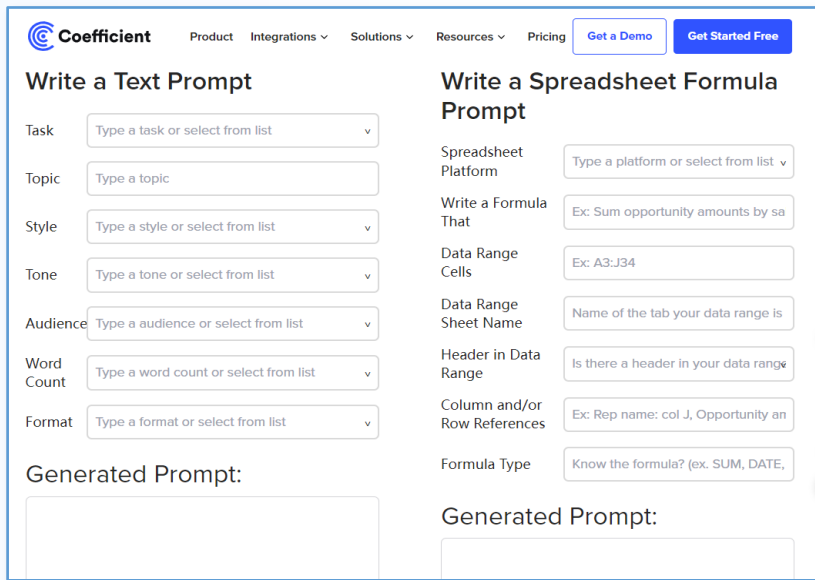 Coefficient Product Integrations Solutions Resources Pricing Get a Demo Get Started Free
Write a Text Prompt
Task Type a task or select from list
Topic Type a topic
Style Type a style or select from list
Tone Type a tone or select from list
Audience Type a audience or select from list
Word
Count
Type a word count or select from list
Format Type a format or select from list
Generated Prompt:
Write a Spreadsheet Formula
Prompt
Spreadsheet
Platform
Type a platform or select from list
Write a Formula
That
Ex: Sum opportunity amounts by sa
Data Range
Cells
Ex: A3:J34
Data Range
Sheet Name
Name of the tab your data range is
Header in Data
Range
Is there a header in your data range
Column and/or
Row References
Ex: Rep name: col J, Opportunity am
Formula Type Know the formula? (ex. SUM, DATE,
Generated Prompt: